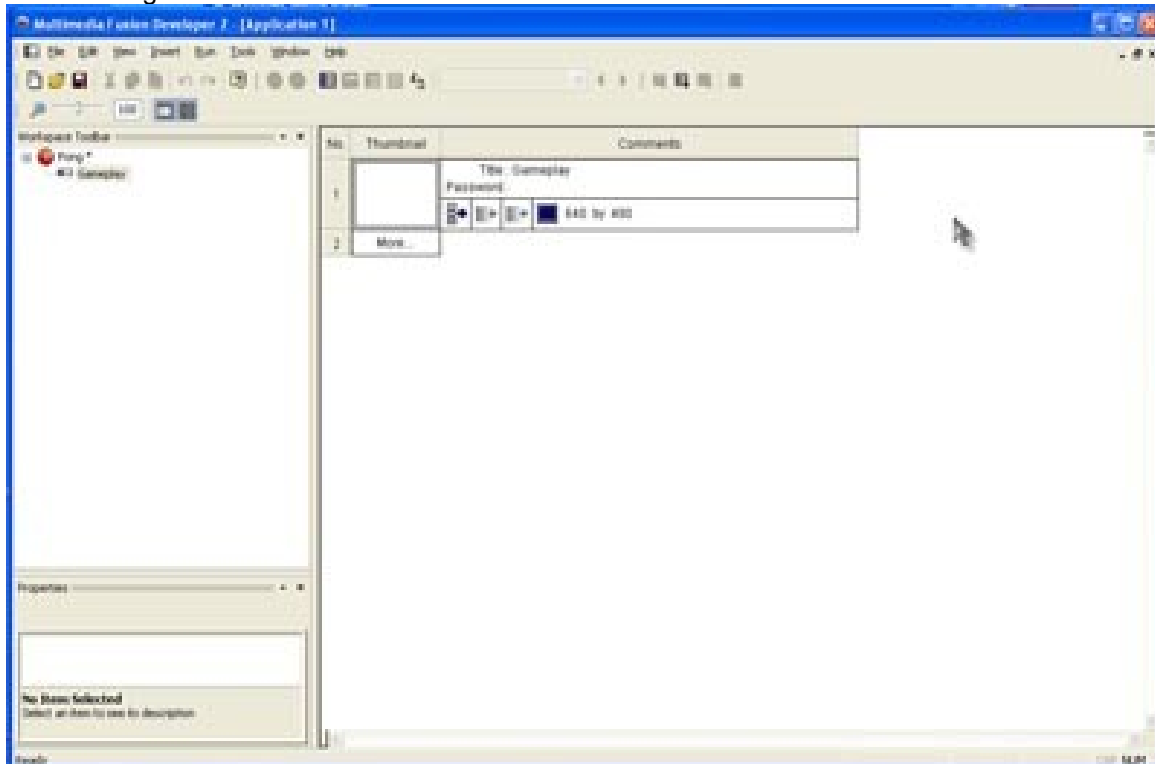 Multimedia Fusion Developer 2 - [Application 1]
File Edit View Insert Run Tools Window Help
100
Workspace Toolbar
Pong *
Gameplay
No Thumbnail Comments
1
Title: Gameplay
Password:
640 by 480
2 More...
Properties
No Item Selected
Select an item to see its description
Ready
CAP NUM